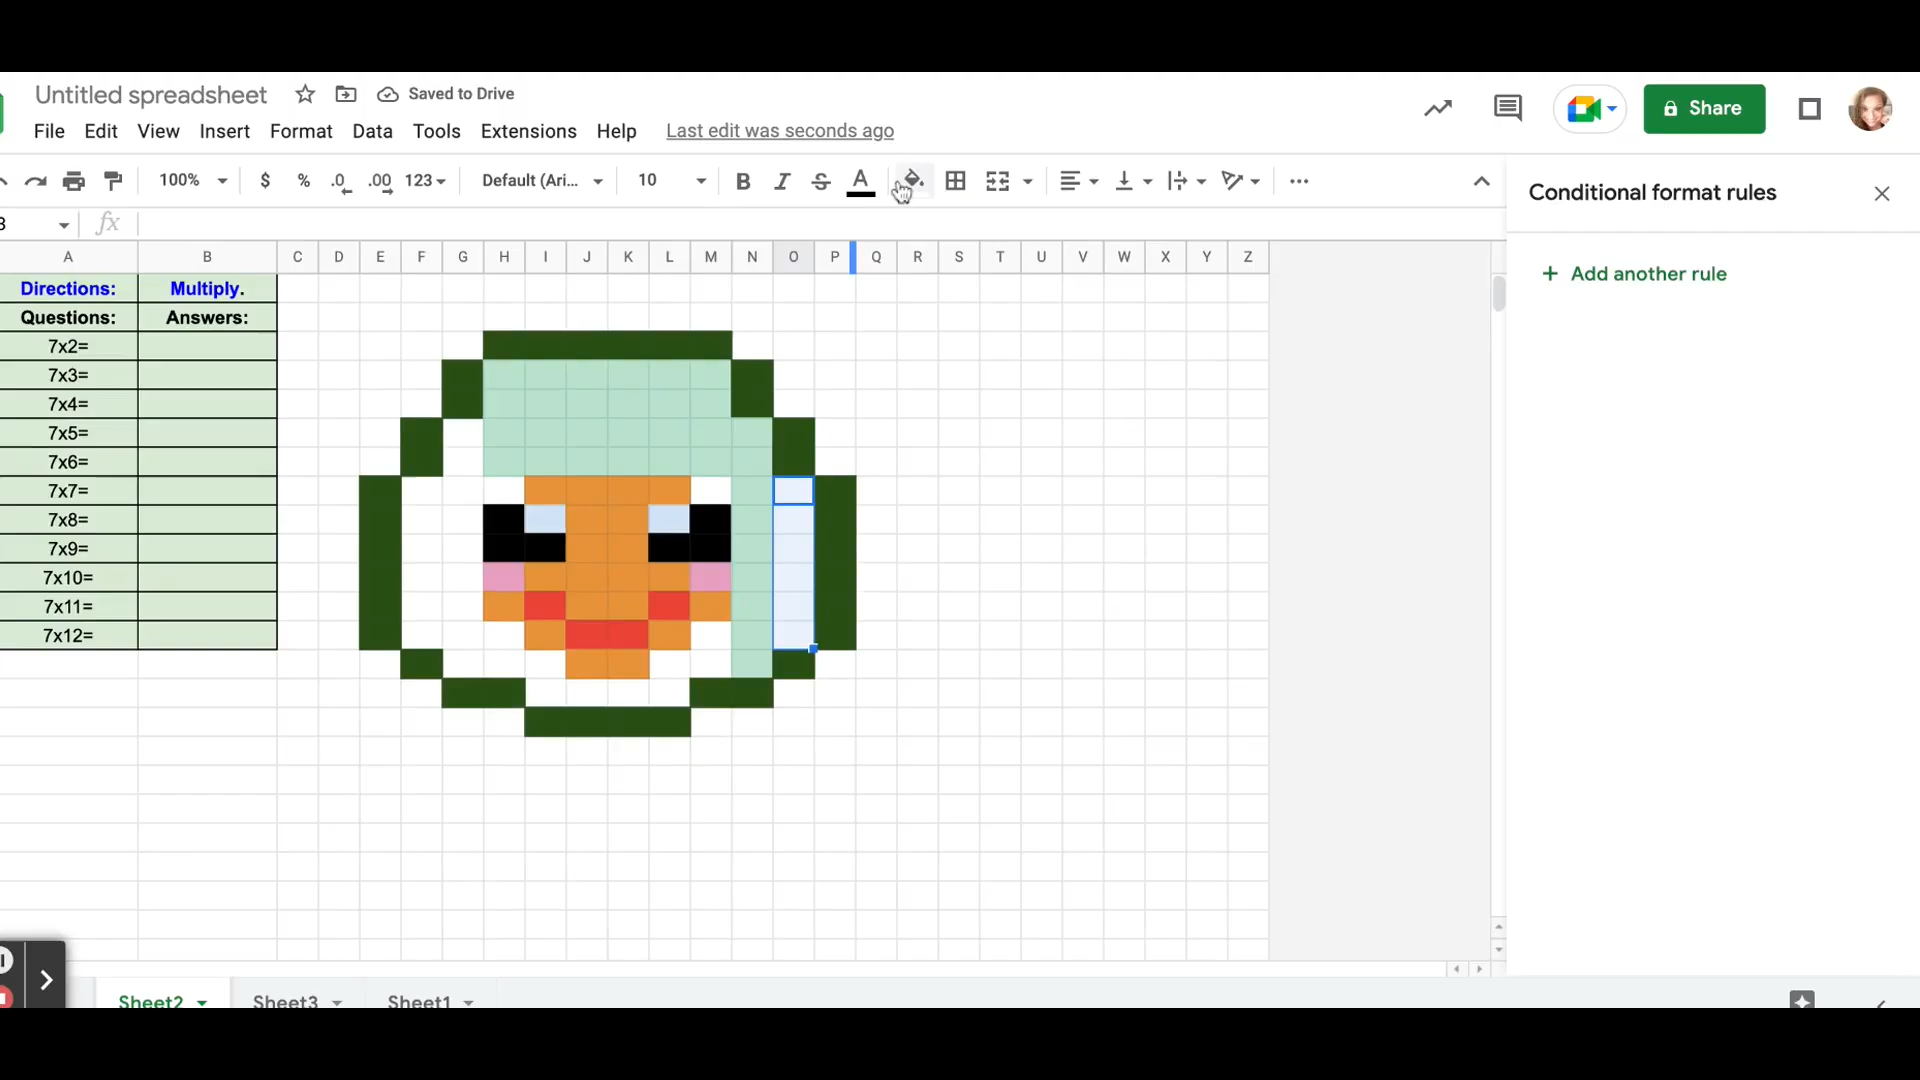 Untitled spreadsheet
Saved to Drive
File Edit View Insert Format Data Tools Extensions Help Last edit was seconds ago
Share
100% $ % .0 .00 123 Default (Ari... 10 B I S A
Conditional format rules
3 fx
+ Add another rule
A B C D E F G H I J K L M N O P Q R S T U V W X Y Z
Directions: Multiply.
Questions: Answers:
7x2=
7x3=
7x4=
7x5=
7x6=
7x7=
7x8=
7x9=
7x10=
7x11=
7x12=
Sheet2 Sheet3 Sheet1